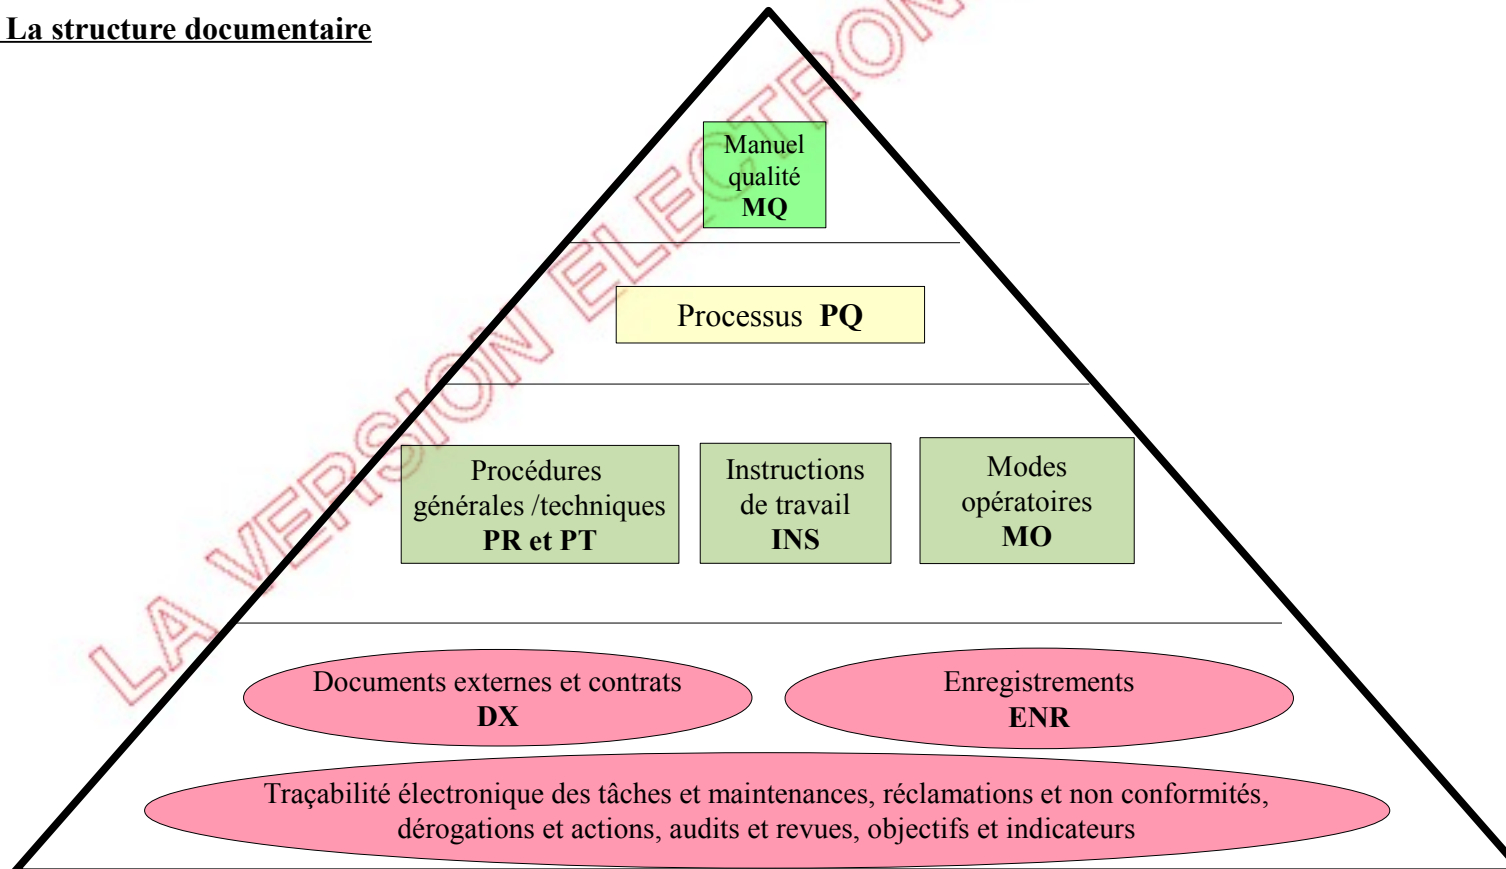 La structure documentaire
LA VERSION ELECTRON
Manuel
qualité
MQ
Processus PQ
Procédures
générales /techniques
PR et PT
Instructions
de travail
INS
Modes
opératoires
MO
Documents externes et contrats
DX
Enregistrements
ENR
Traçabilité électronique des tâches et maintenances, réclamations et non conformités,
dérogations et actions, audits et revues, objectifs et indicateurs